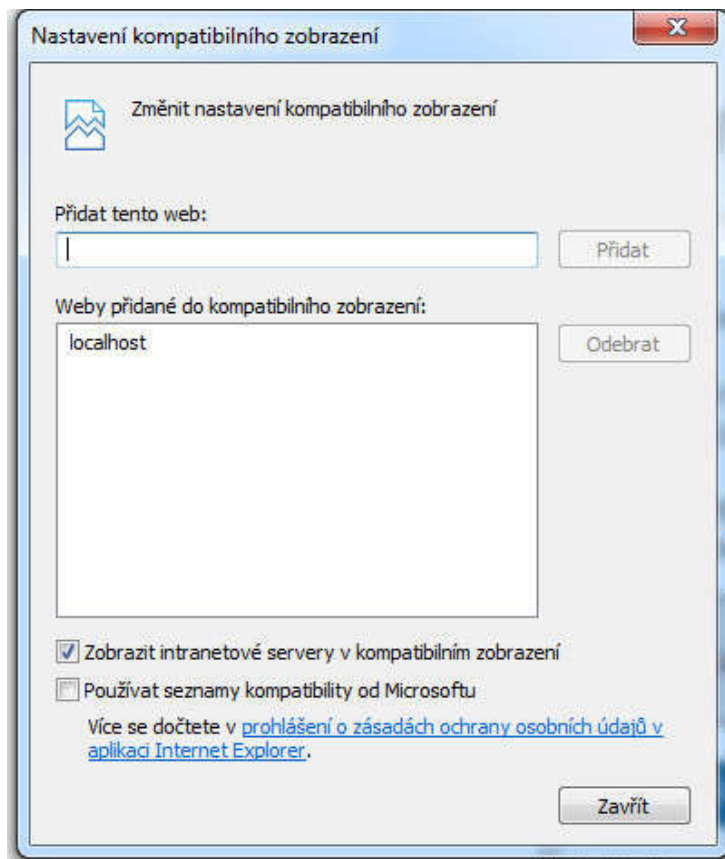 Nastavení kompatibilního zobrazení
Změnit nastavení kompatibilního zobrazení
Přidat tento web:
Přidat
Weby přidané do kompatibilního zobrazení:
localhost
Odebrat
Zobrazit intranetové servery v kompatibilním zobrazení
Používat seznamy kompatibility od Microsoftu
Více se dočtete v prohlášení o zásadách ochrany osobních údajů v
aplikaci Internet Explorer.
Zavřít